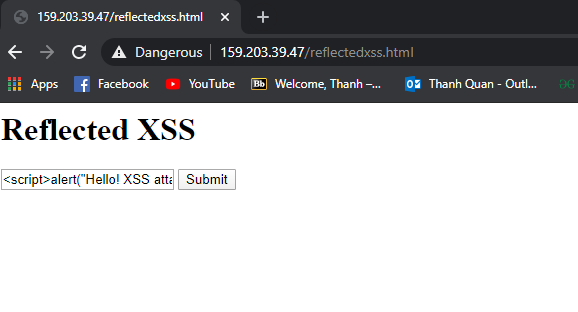 159.203.39.47/reflectedxss.html
Dangerous 159.203.39.47/reflectedxss.html
Apps Facebook YouTube Bb Welcome, Thanh –... Thanh Quan - Outl...
Reflected XSS
<script>alert("Hello! XSS atta
Submit